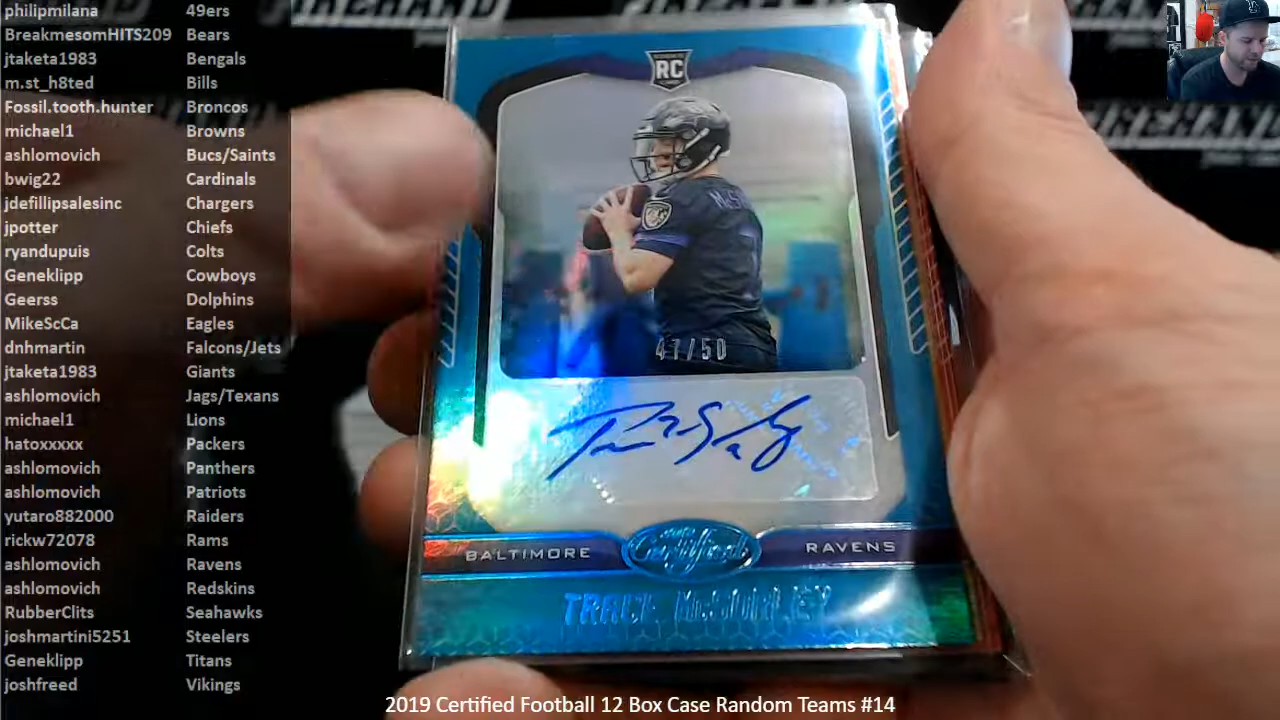 philipmilana 49ers
BreakmesomHITS209 Bears
jtaketa1983 Bengals
m.st_h8ted Bills
Fossil.tooth.hunter Broncos
michael1 Browns
ashlomovich Bucs/Saints
bwig22 Cardinals
jdefillipsalesinc Chargers
jpotter Chiefs
ryandupuis Colts
Geneklipp Cowboys
Geerss Dolphins
MikeScCa Eagles
dnhmartin Falcons/Jets
jtaketa1983 Giants
ashlomovich Jags/Texans
michael1 Lions
hatoxxxxx Packers
ashlomovich Panthers
ashlomovich Patriots
yutaro882000 Raiders
rickw72078 Rams
ashlomovich Ravens
ashlomovich Redskins
RubberClits Seahawks
joshmartini5251 Steelers
Geneklipp Titans
joshfreed Vikings
RC
47/50
BALTIMORE Certified RAVENS
TRACE McSORLEY
2019 Certified Football 12 Box Case Random Teams #14